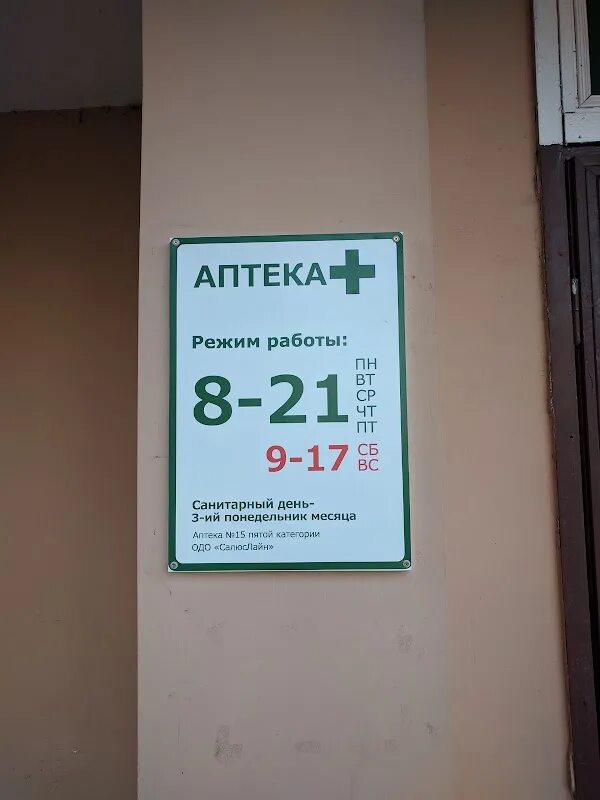 АПТЕКА
Режим работы:
8-21
ПН
ВТ
СР
ЧТ
ПТ
9-17
СБ
ВС
Санитарный день-
3-ий понедельник месяца
Аптека №15 пятой категории
ОДО «СалюсЛайн»